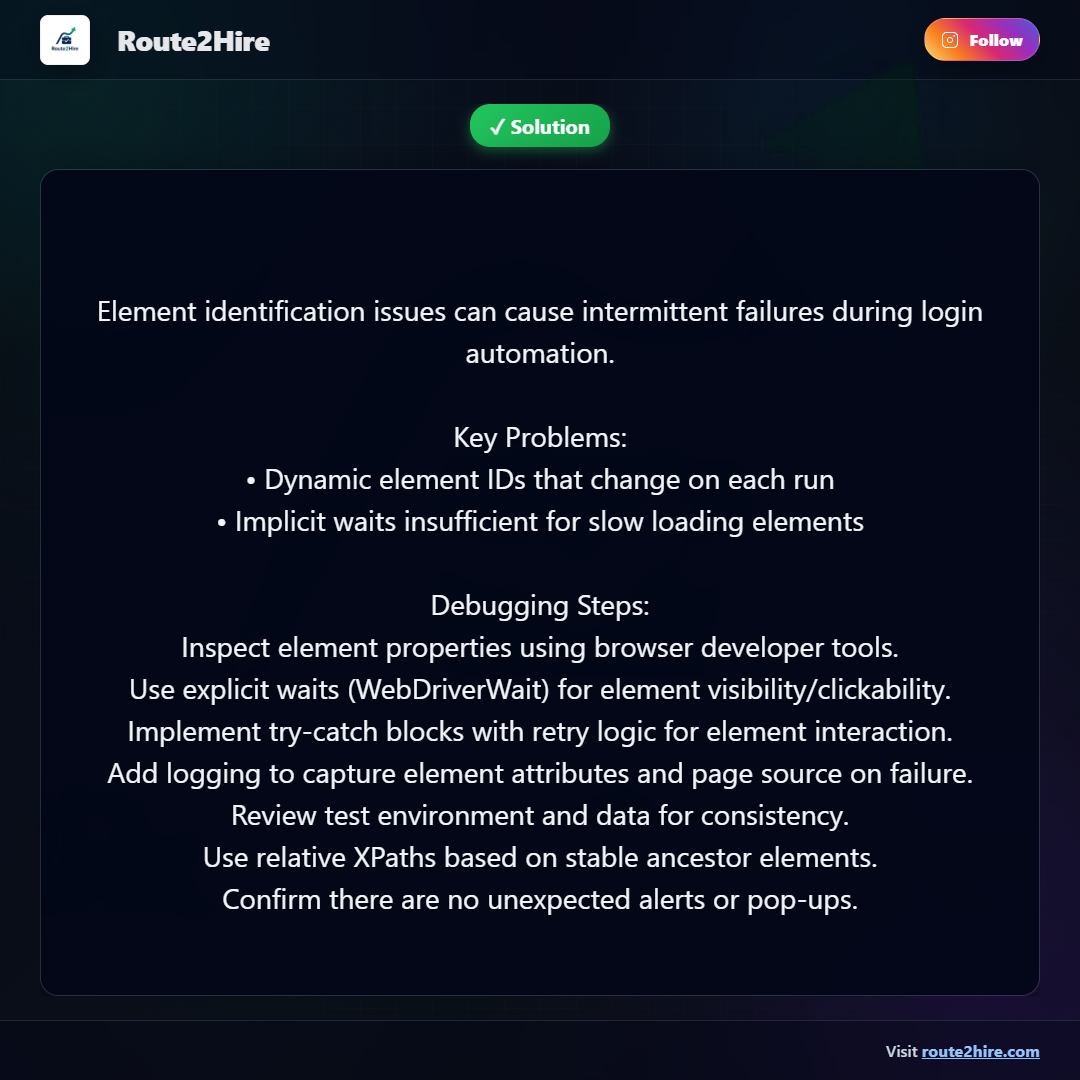 Route2Hire
Route2Hire
Follow
✓ Solution
Element identification issues can cause intermittent failures during login
automation.
Key Problems:
• Dynamic element IDs that change on each run
• Implicit waits insufficient for slow loading elements
Debugging Steps:
Inspect element properties using browser developer tools.
Use explicit waits (WebDriverWait) for element visibility/clickability.
Implement try-catch blocks with retry logic for element interaction.
Add logging to capture element attributes and page source on failure.
Review test environment and data for consistency.
Use relative XPaths based on stable ancestor elements.
Confirm there are no unexpected alerts or pop-ups.
Visit route2hire.com